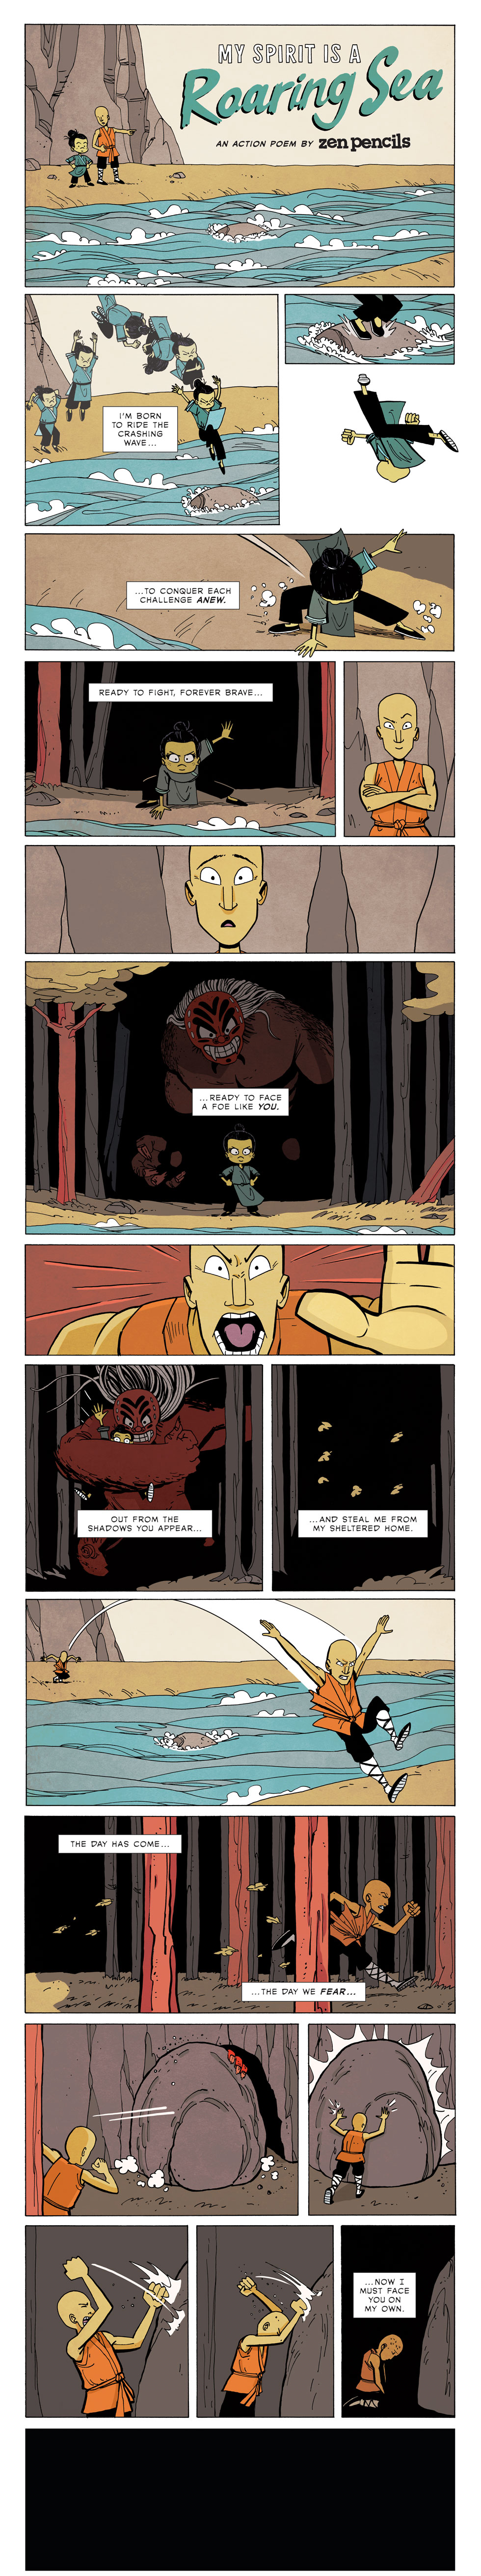 MY SPIRIT IS A
Roaring Sea
AN ACTION POEM BY zen pencils
I'M BORN
TO RIDE THE
CRASHING
WAVE...
...TO CONQUER EACH
CHALLENGE ANEW.
READY TO FIGHT, FOREVER BRAVE...
...READY TO FACE
A FOE LIKE YOU.
OUT FROM THE
SHADOWS YOU APPEAR...
...AND STEAL ME FROM
MY SHELTERED HOME.
THE DAY HAS COME...
...THE DAY WE FEAR...
...NOW I
MUST FACE
YOU ON
MY OWN.